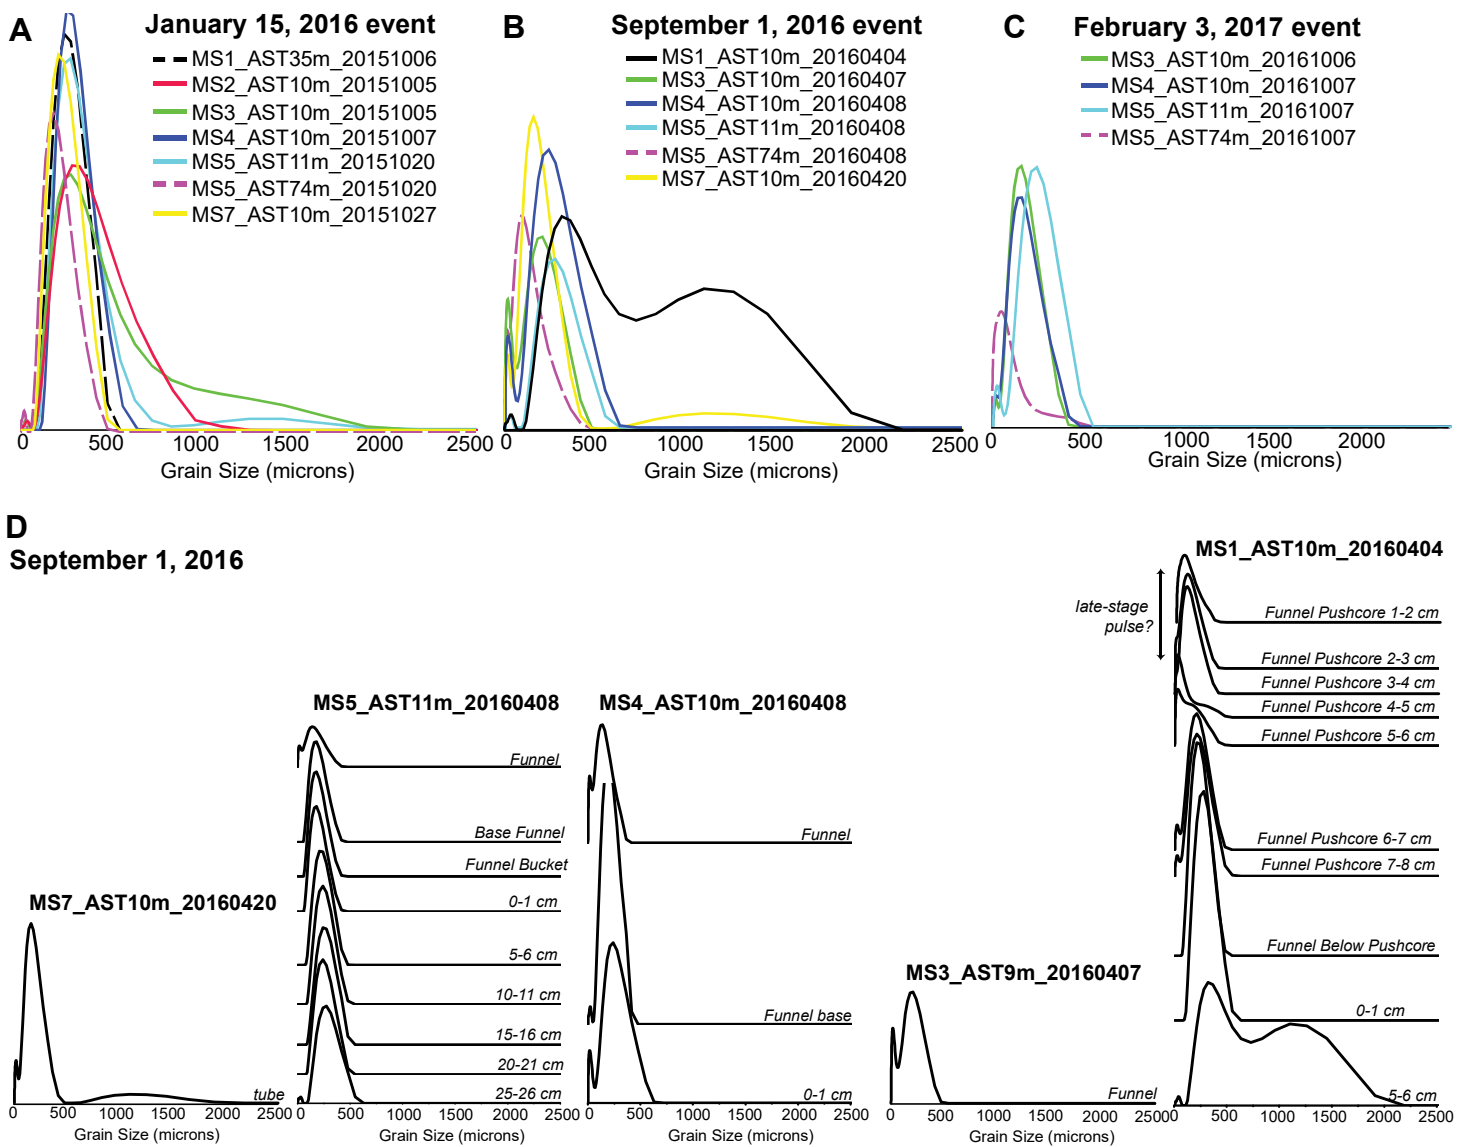 A
January 15, 2016 event
MS1_AST35m_20151006
MS2_AST10m_20151005
MS3_AST10m_20151005
MS4_AST10m_20151007
MS5_AST11m_20151020
MS5_AST74m_20151020
MS7_AST10m_20151027
0 500 1000 1500 2000 2500
Grain Size (microns)
B
September 1, 2016 event
MS1_AST10m_20160404
MS3_AST10m_20160407
MS4_AST10m_20160408
MS5_AST11m_20160408
MS5_AST74m_20160408
MS7_AST10m_20160420
0 500 1000 1500 2000 2500
Grain Size (microns)
C
February 3, 2017 event
MS3_AST10m_20161006
MS4_AST10m_20161007
MS5_AST11m_20161007
MS5_AST74m_20161007
0 500 1000 1500 2000
Grain Size (microns)
D
September 1, 2016
MS7_AST10m_20160420
tube
0 500 1000 1500 2000 2500
Grain Size (microns)
MS5_AST11m_20160408
Funnel
Base Funnel
Funnel Bucket
0-1 cm
5-6 cm
10-11 cm
15-16 cm
20-21 cm
25-26 cm
0 500 1000 1500 2000 2500
Grain Size (microns)
MS4_AST10m_20160408
Funnel
Funnel base
0-1 cm
0 500 1000 1500 2000 2500
Grain Size (microns)
MS3_AST9m_20160407
Funnel
0 500 1000 1500 2000 2500
Grain Size (microns)
MS1_AST10m_20160404
late-stage
pulse?
Funnel Pushcore 1-2 cm
Funnel Pushcore 2-3 cm
Funnel Pushcore 3-4 cm
Funnel Pushcore 4-5 cm
Funnel Pushcore 5-6 cm
Funnel Pushcore 6-7 cm
Funnel Pushcore 7-8 cm
Funnel Below Pushcore
0-1 cm
5-6 cm
0 500 1000 1500 2000 2500
Grain Size (microns)